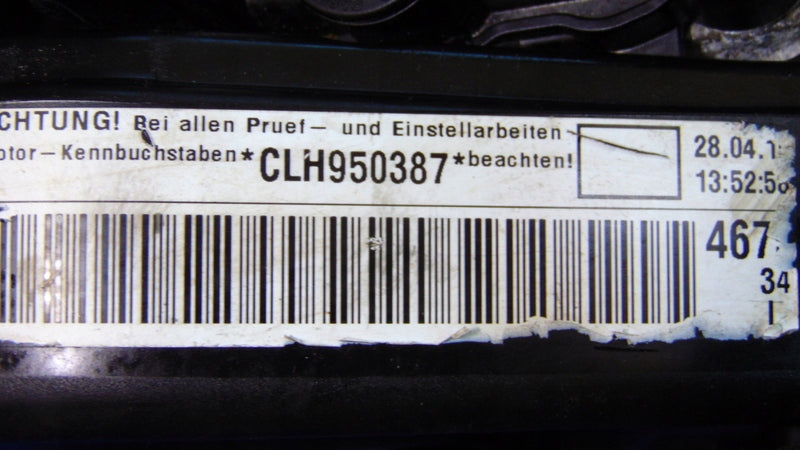 CHTUNG! Bei allen Pruef- und Einstellarbeiten
otor-Kennbuchstaben*CLH950387*beachten!
28.04.1
13:52:5
467
34